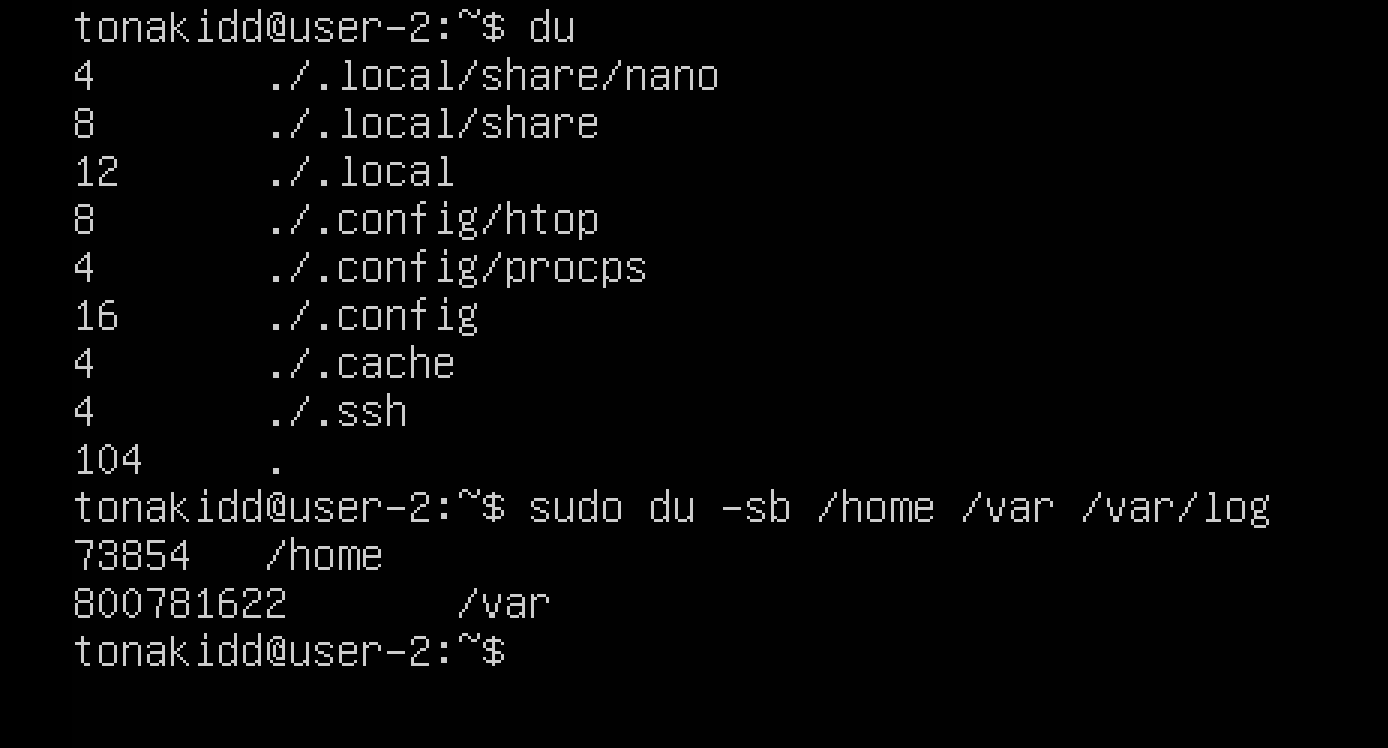 tonakidd@user-2:~$ du
4 ./.local/share/nano
8 ./.local/share
12 ./.local
8 ./.config/htop
4 ./.config/procps
16 ./.config
4 ./.cache
4 ./.ssh
104 .
tonakidd@user-2:~$ sudo du -sb /home /var /var/log
73854 /home
800781622 /var
tonakidd@user-2:~$